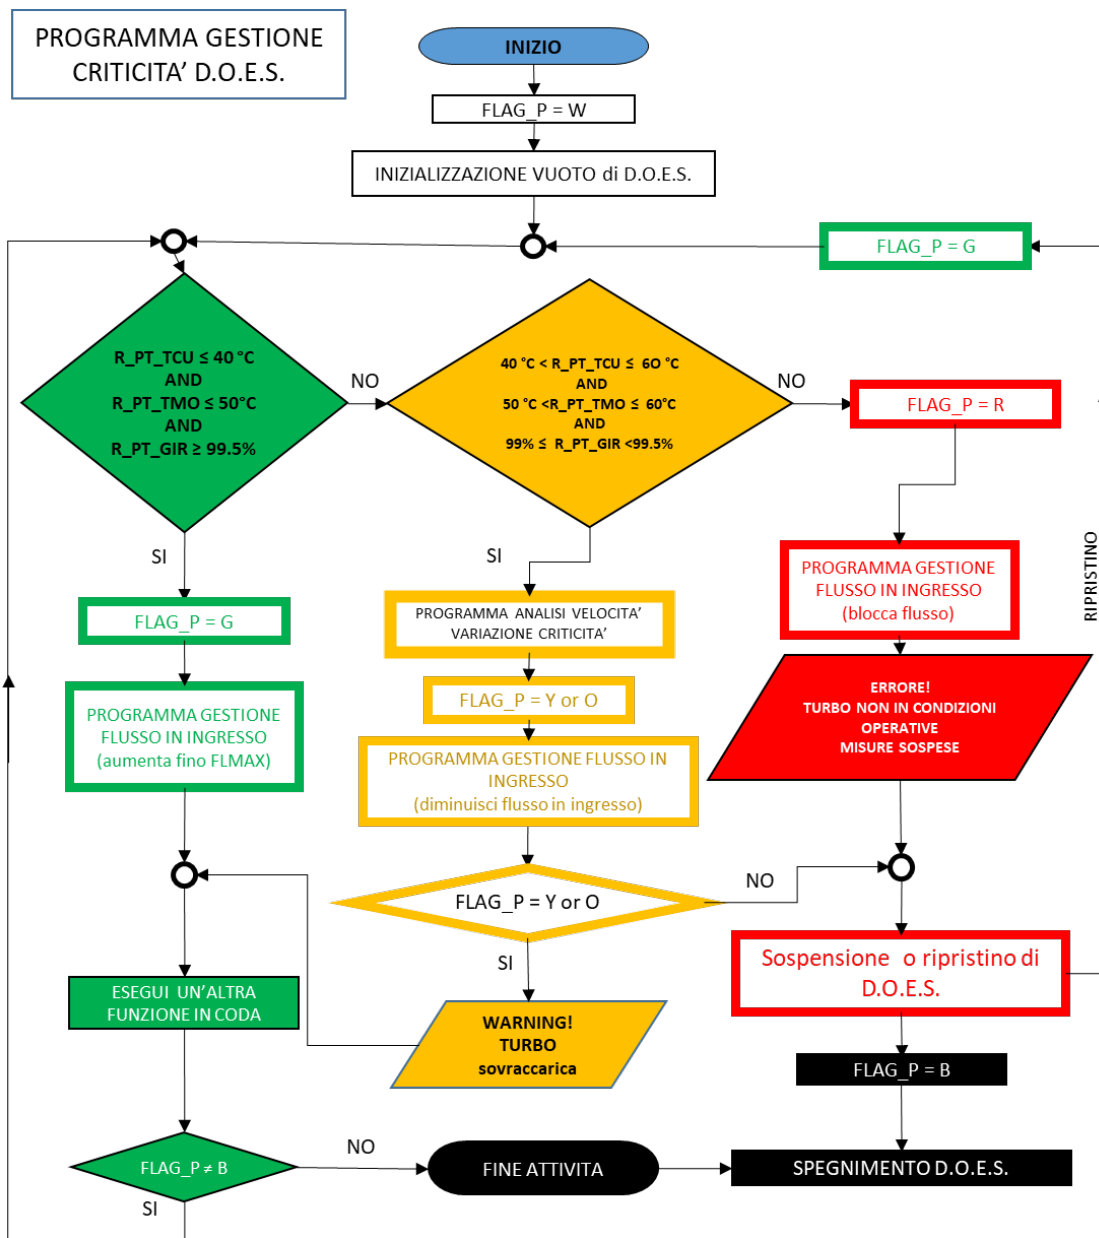 PROGRAMMA GESTIONE
CRITICITA’ D.O.E.S.
INIZIO
FLAG_P = W
INIZIALIZZAZIONE VUOTO di D.O.E.S.
FLAG_P = G
R_PT_TCU ≤ 40 °C
AND
R_PT_TMO ≤ 50°C
AND
R_PT_GIR ≥ 99.5%
NO
40 °C < R_PT_TCU ≤ 6O °C
AND
50 °C <R_PT_TMO ≤ 60°C
AND
99% ≤ R_PT_GIR <99.5%
NO
FLAG_P = R
SI
SI
RIPRISTINO
PROGRAMMA GESTIONE
FLUSSO IN INGRESSO
(blocca flusso)
FLAG_P = G
PROGRAMMA ANALISI VELOCITA’
VARIAZIONE CRITICITA’
FLAG_P = Y or O
ERRORE!
TURBO NON IN CONDIZIONI
OPERATIVE
MISURE SOSPESE
PROGRAMMA GESTIONE
FLUSSO IN INGRESSO
(aumenta fino FLMAX)
PROGRAMMA GESTIONE FLUSSO IN
INGRESSO
(diminuisci flusso in ingresso)
FLAG_P = Y or O
NO
SI
Sospensione o ripristino di
D.O.E.S.
ESEGUI UN’ALTRA
FUNZIONE IN CODA
WARNING!
TURBO
sovraccarica
FLAG_P = B
FLAG_P ≠ B
NO
FINE ATTIVITA
SPEGNIMENTO D.O.E.S.
SI